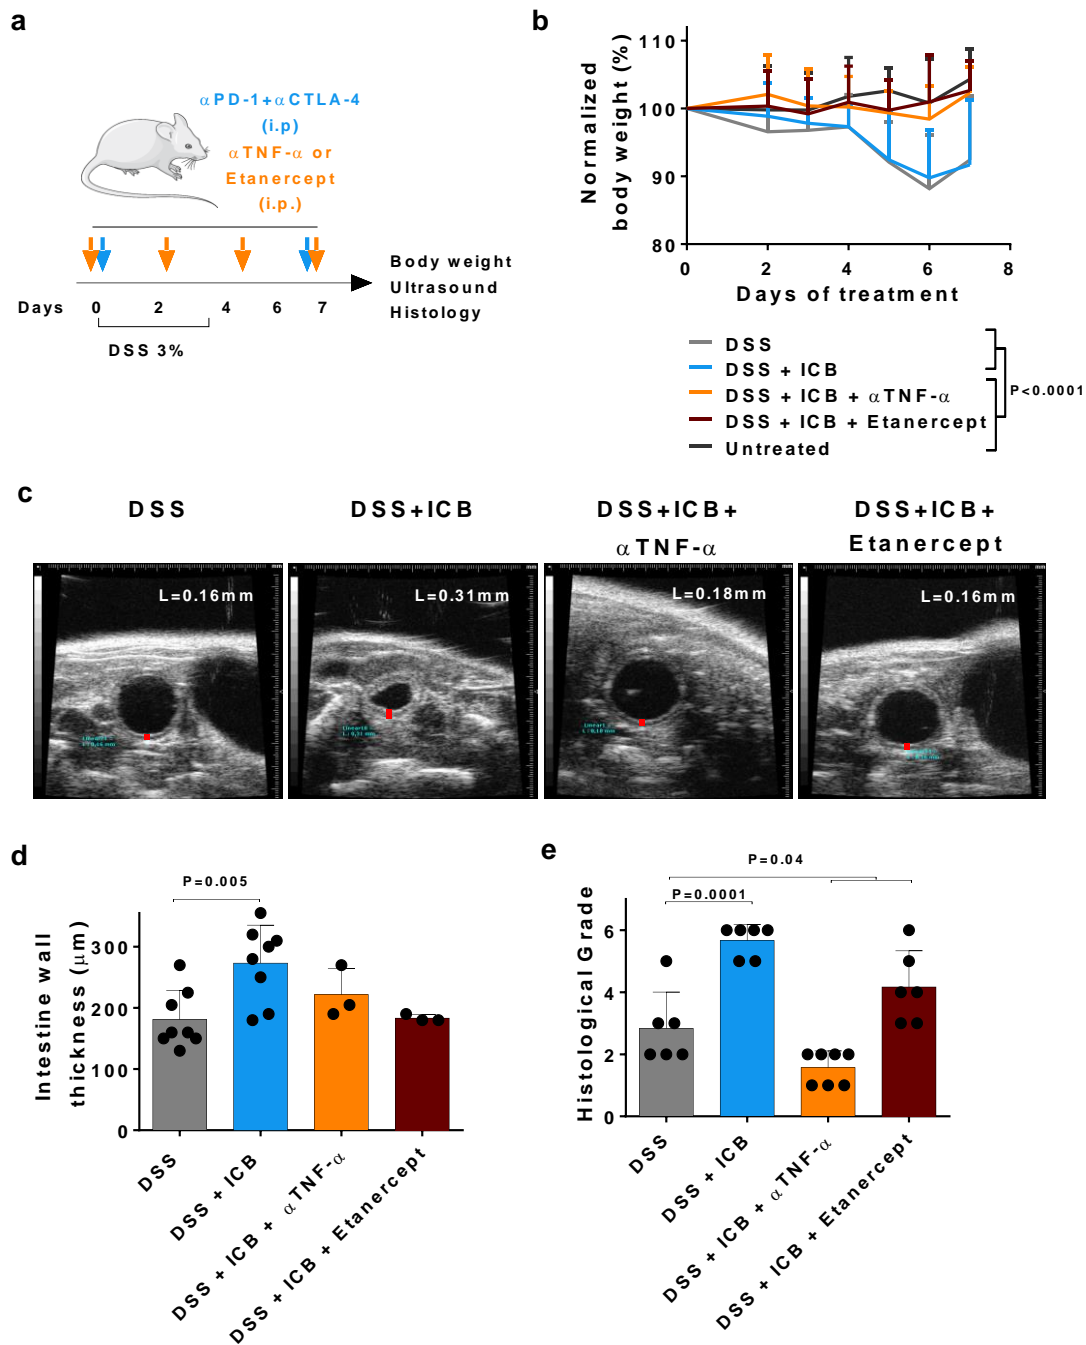 a
αPD-1+αCTLA-4
(i.p)
αTNF-α or
Etanercept
(i.p.)
Body weight
Ultrasound
Histology
Days 0 2 4 6 7
DSS 3%
b
Normalized
body weight (%)
110
100
90
80
0 2 4 6 8
Days of treatment
DSS
DSS + ICB
DSS + ICB + αTNF-α
DSS + ICB + Etanercept
Untreated
P<0.0001
c
DSS
DSS+ICB
DSS+ICB+
αTNF-α
DSS+ICB+
Etanercept
L=0.16mm
L=0.31mm
L=0.18mm
L=0.16mm
d
P=0.005
Intestine wall
thickness (μm)
300
200
100
0
DSS
DSS + ICB
DSS + ICB + αTNF-α
DSS + ICB + Etanercept
e
P=0.04
P=0.0001
Histological Grade
6
4
2
0
DSS
DSS + ICB
DSS + ICB + αTNF-α
DSS + ICB + Etanercept